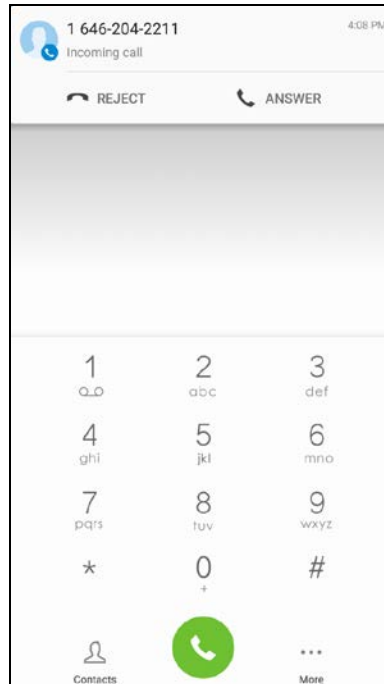 1 646-204-2211 4:08 PM
Incoming call
REJECT ANSWER
1 2 3
abc def
4 5 6
ghi jkl mno
7 8 9
pqrs tuv wxyz
* 0 #
+
Contacts More